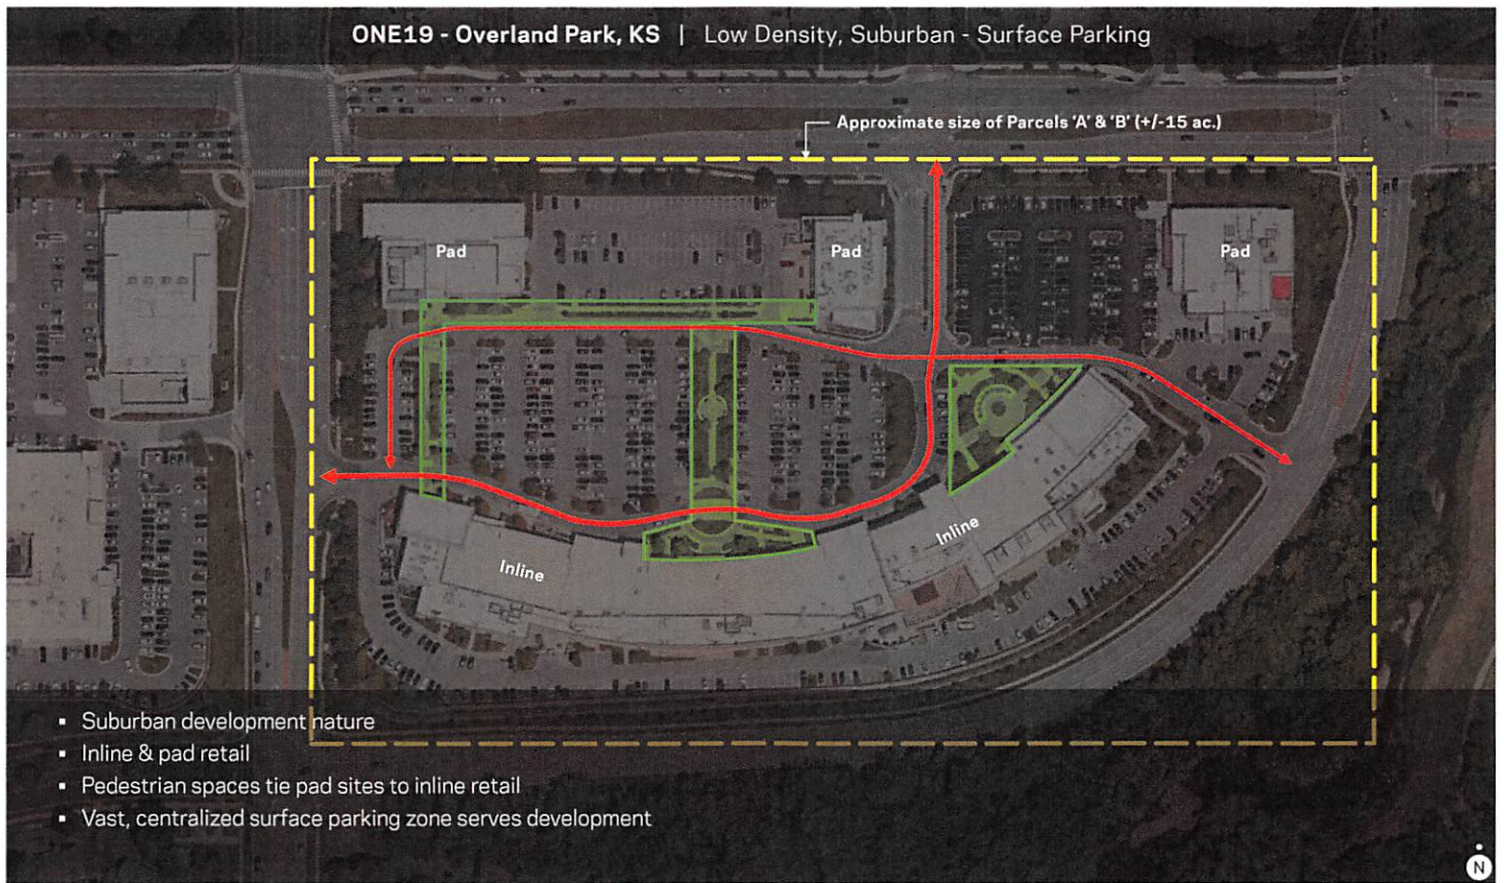 ONE19 - Overland Park, KS | Low Density, Suburban - Surface Parking
Approximate size of Parcels 'A' & 'B' (+/-15 ac.)
Pad
Pad
Pad
Inline
Inline
▪ Suburban development nature
▪ Inline & pad retail
▪ Pedestrian spaces tie pad sites to inline retail
▪ Vast, centralized surface parking zone serves development
N